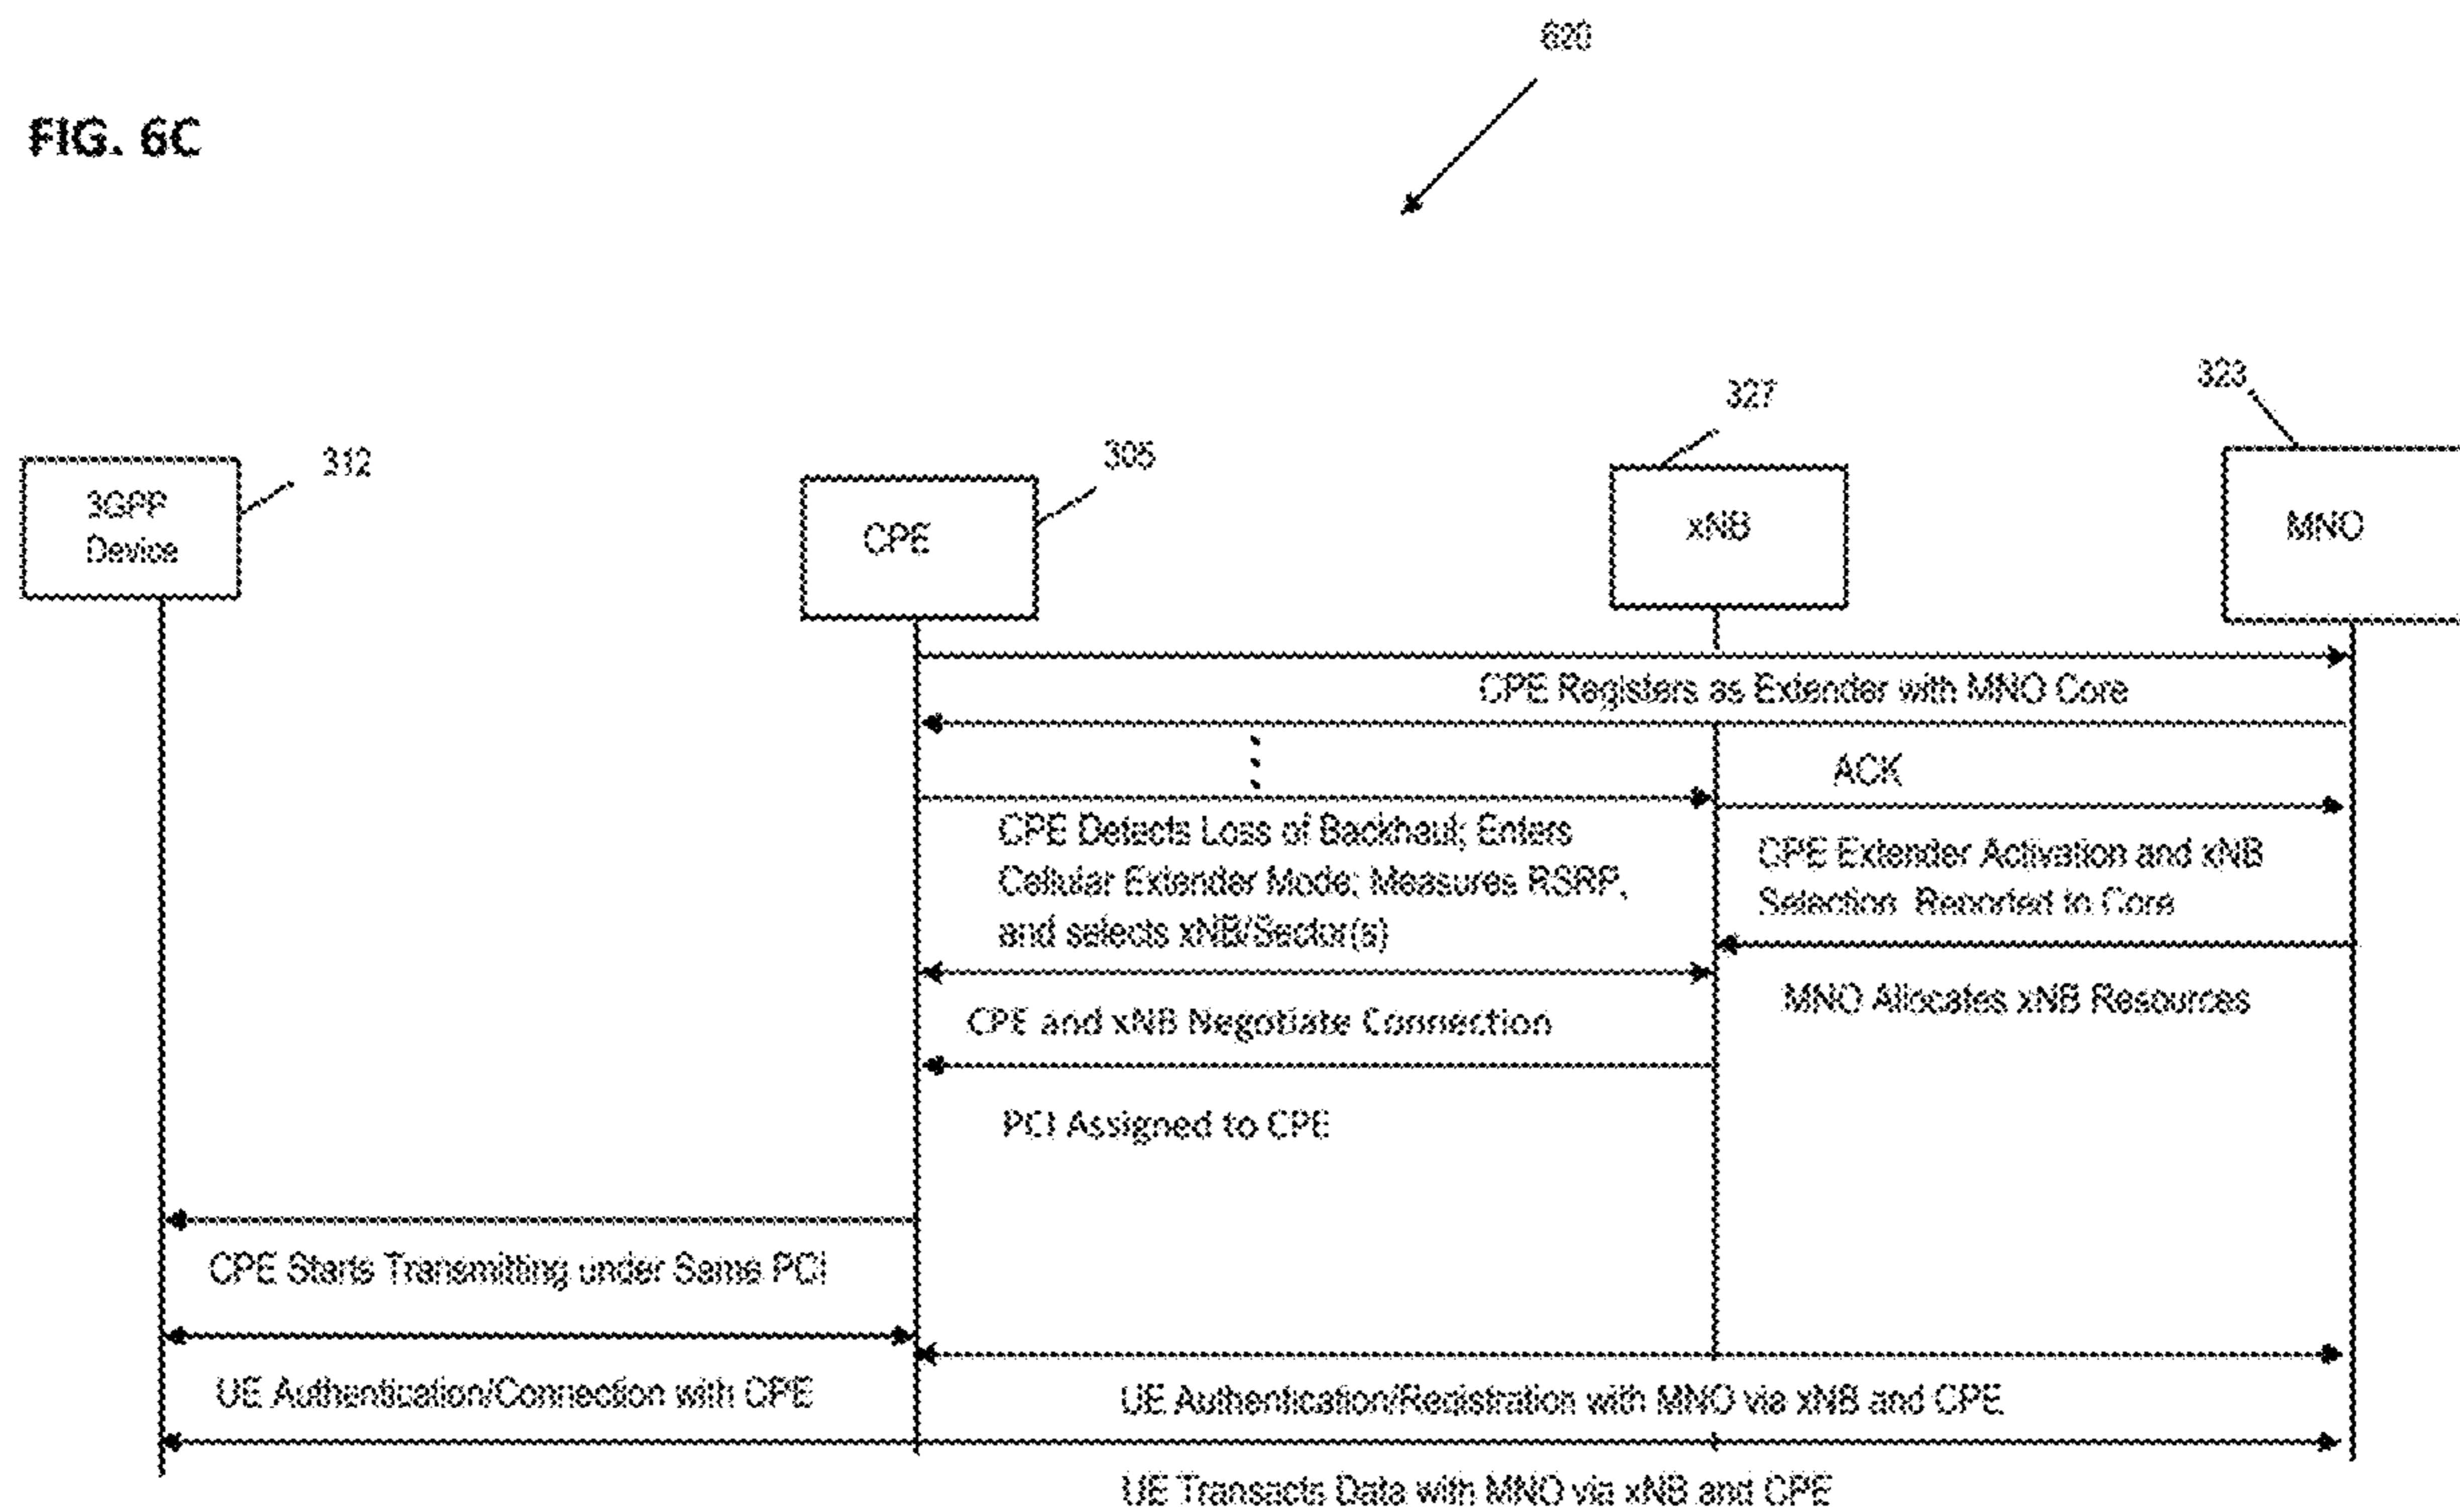 620
FIG. 6C
323
327
305
312
3GPP
Device
CPE
xNB
MNO
CPE Registers as Extender with MNO Core
ACK
CPE Detects Loss of Backhaul; Enters
Cellular Extender Mode; Measures RSRP,
and selects xNB/Sector(s)
CPE Extender Activation and xNB
Selection Reported to Core
CPE and xNB Negotiate Connection
MNO Allocates xNB Resources
PCI Assigned to CPE
CPE Starts Transmitting under Same PCI
UE Authentication/Connection with CPE
UE Authentication/Registration with MNO via xNB and CPE
UE Transacts Data with MNO via xNB and CPE